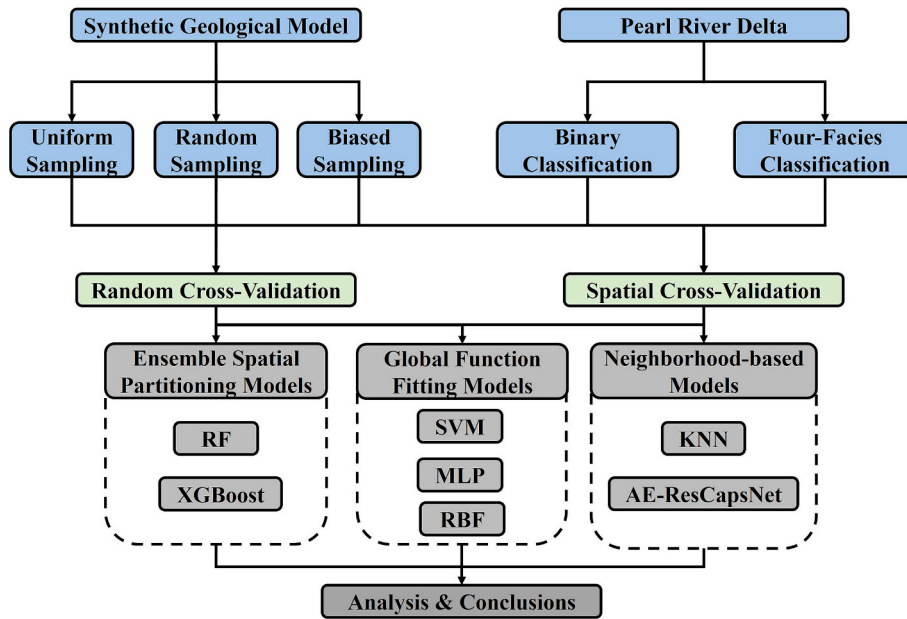 Synthetic Geological Model
Pearl River Delta
Uniform
Sampling
Random
Sampling
Biased
Sampling
Binary
Classification
Four-Facies
Classification
Random Cross-Validation
Spatial Cross-Validation
Ensemble Spatial
Partitioning Models
Global Function
Fitting Models
Neighborhood-based
Models
RF
XGBoost
SVM
MLP
RBF
KNN
AE-ResCapsNet
Analysis & Conclusions